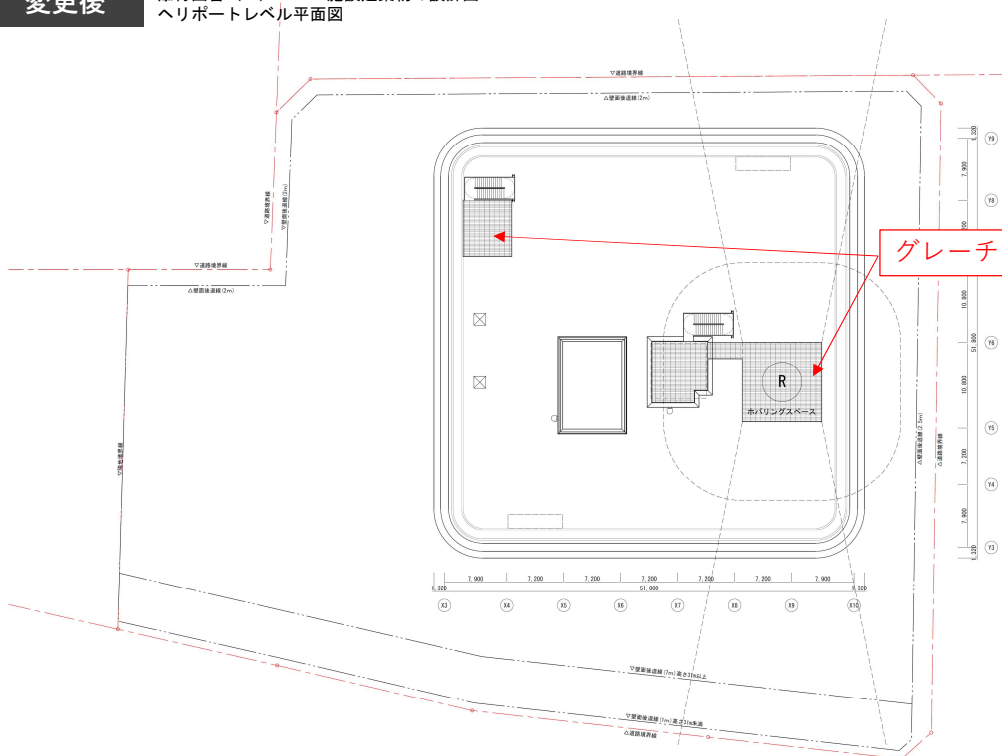 変更後
ヘリポートレベル平面図
▽道路境界線
△壁面後退線(2m)
▽道路境界線
▽壁面後退線(2m)
▽道路境界線
△壁面後退線(2m)
グレーチ
R
ホバリングスペース
▽隣地境界線
△壁面後退線(2.5m)
△道路境界線
1,320
7,900
10,800
51,800
10,800
7,200
7,900
1,320
Y9
Y8
Y6
Y5
Y4
Y3
7,900
7,200
7,200
7,200
7,200
7,200
7,900
51,000
X3
X4
X5
X6
X7
X8
X9
X10
▽壁面後退線(7m)高さ31m以上
▽壁面後退線(1m)高さ31m未満
△道路境界線